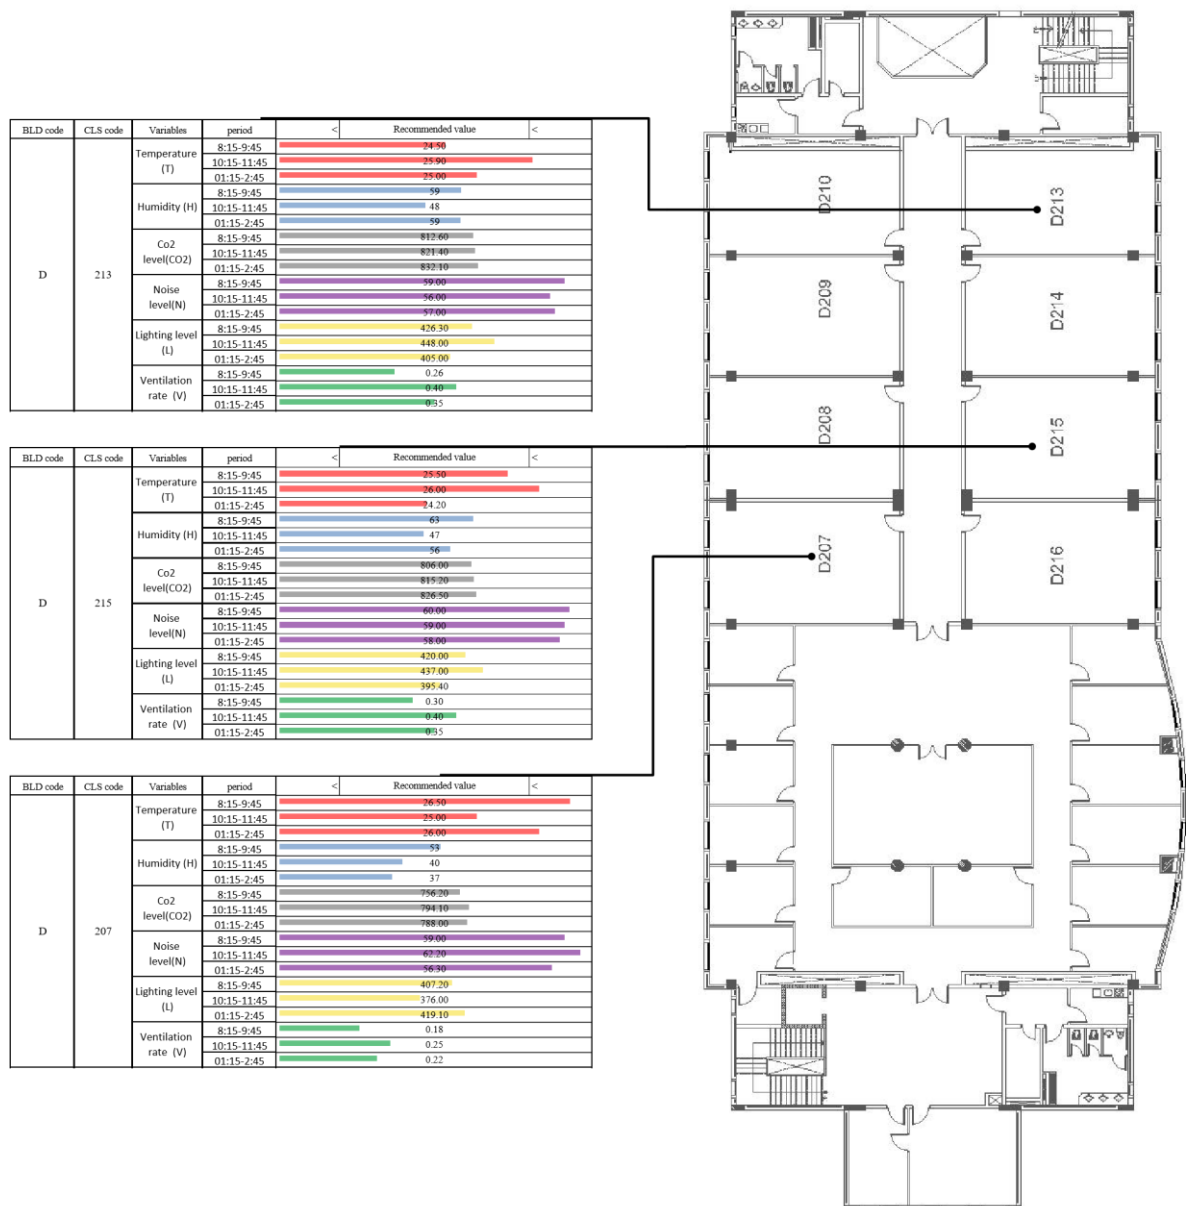 BLD code CLS code Variables period < Recommended value <
D 213
Temperature (T)
8:15-9:45 24.50
10:15-11:45 25.90
01:15-2:45 25.00
Humidity (H)
8:15-9:45 59
10:15-11:45 48
01:15-2:45 59
Co2 level(CO2)
8:15-9:45 812.60
10:15-11:45 821.40
01:15-2:45 832.10
Noise level(N)
8:15-9:45 59.00
10:15-11:45 56.00
01:15-2:45 57.00
Lighting level (L)
8:15-9:45 426.30
10:15-11:45 448.00
01:15-2:45 405.00
Ventilation rate (V)
8:15-9:45 0.26
10:15-11:45 0.40
01:15-2:45 0.35
BLD code CLS code Variables period < Recommended value <
D 215
Temperature (T)
8:15-9:45 25.50
10:15-11:45 26.00
01:15-2:45 24.20
Humidity (H)
8:15-9:45 63
10:15-11:45 47
01:15-2:45 56
Co2 level(CO2)
8:15-9:45 806.00
10:15-11:45 815.20
01:15-2:45 826.50
Noise level(N)
8:15-9:45 60.00
10:15-11:45 59.00
01:15-2:45 58.00
Lighting level (L)
8:15-9:45 420.00
10:15-11:45 437.00
01:15-2:45 395.40
Ventilation rate (V)
8:15-9:45 0.30
10:15-11:45 0.40
01:15-2:45 0.35
BLD code CLS code Variables period < Recommended value <
D 207
Temperature (T)
8:15-9:45 26.50
10:15-11:45 25.00
01:15-2:45 26.00
Humidity (H)
8:15-9:45 53
10:15-11:45 40
01:15-2:45 37
Co2 level(CO2)
8:15-9:45 756.20
10:15-11:45 794.10
01:15-2:45 788.00
Noise level(N)
8:15-9:45 59.00
10:15-11:45 62.20
01:15-2:45 56.30
Lighting level (L)
8:15-9:45 407.20
10:15-11:45 376.00
01:15-2:45 419.10
Ventilation rate (V)
8:15-9:45 0.18
10:15-11:45 0.25
01:15-2:45 0.22
D210
D213
D209
D214
D208
D215
D207
D216